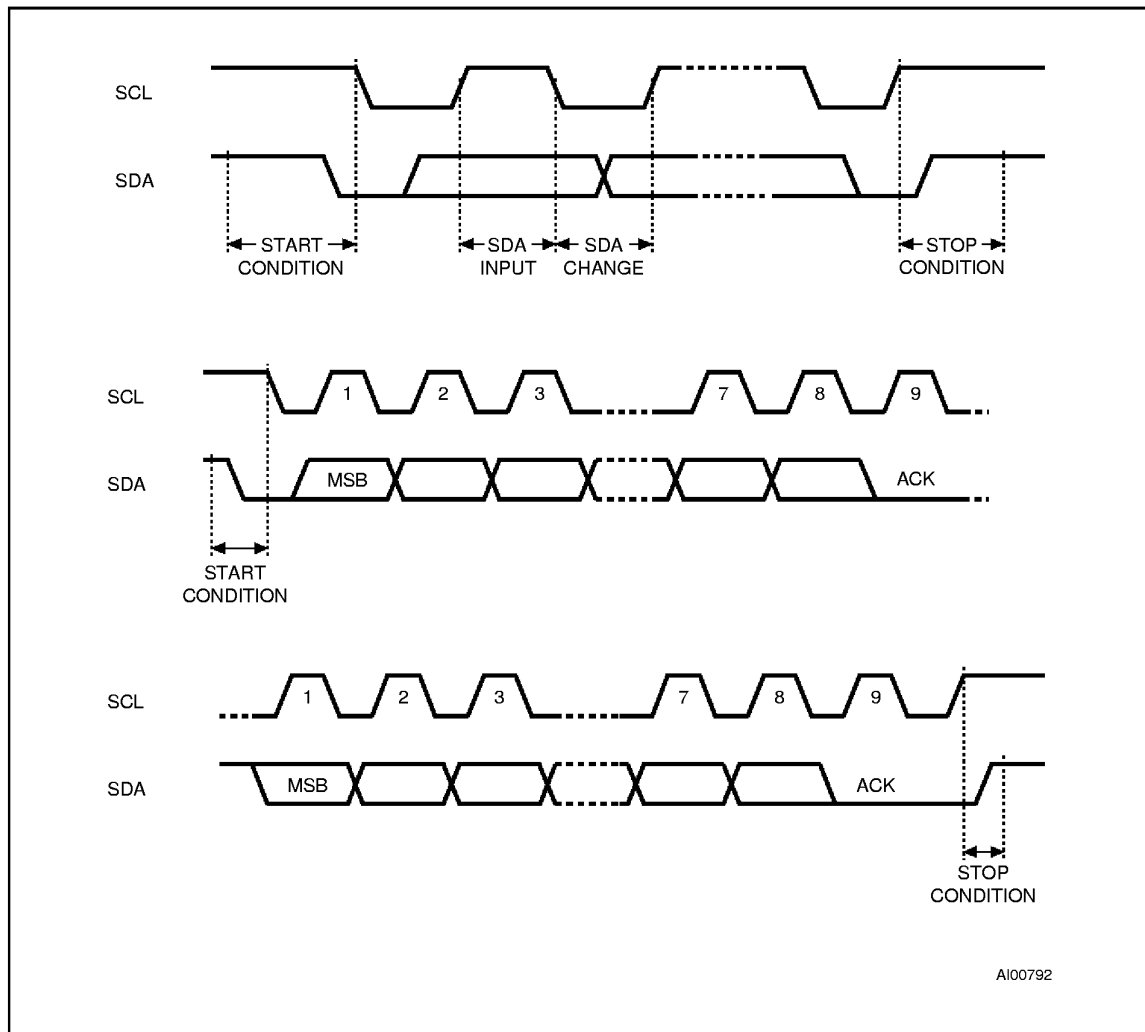 SCL
SDA
START
CONDITION
SDA
INPUT
SDA
CHANGE
STOP
CONDITION
SCL
1 2 3 7 8 9
SDA
MSB ACK
START
CONDITION
SCL
1 2 3 7 8 9
SDA
MSB ACK
STOP
CONDITION
AI00792